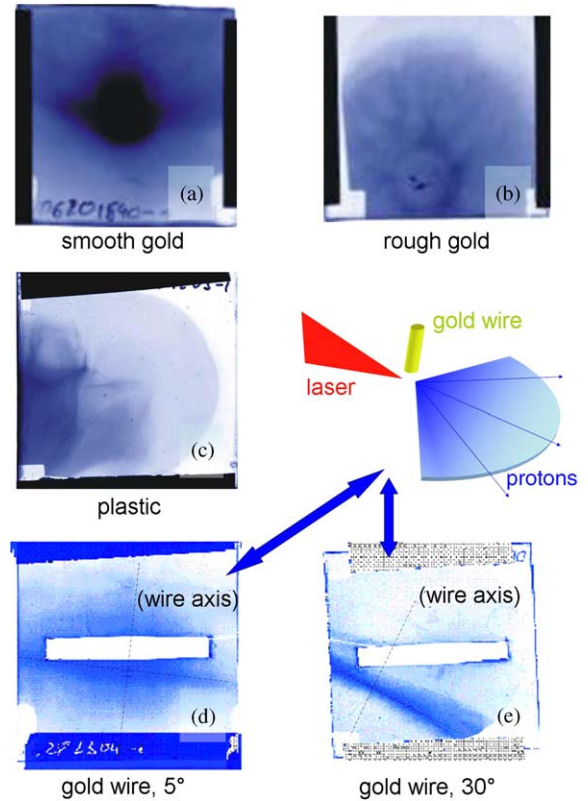 (a)
smooth gold
(b)
rough gold
(c)
plastic
gold wire
laser
protons
(wire axis)
(d)
gold wire, 5°
(wire axis)
(e)
gold wire, 30°